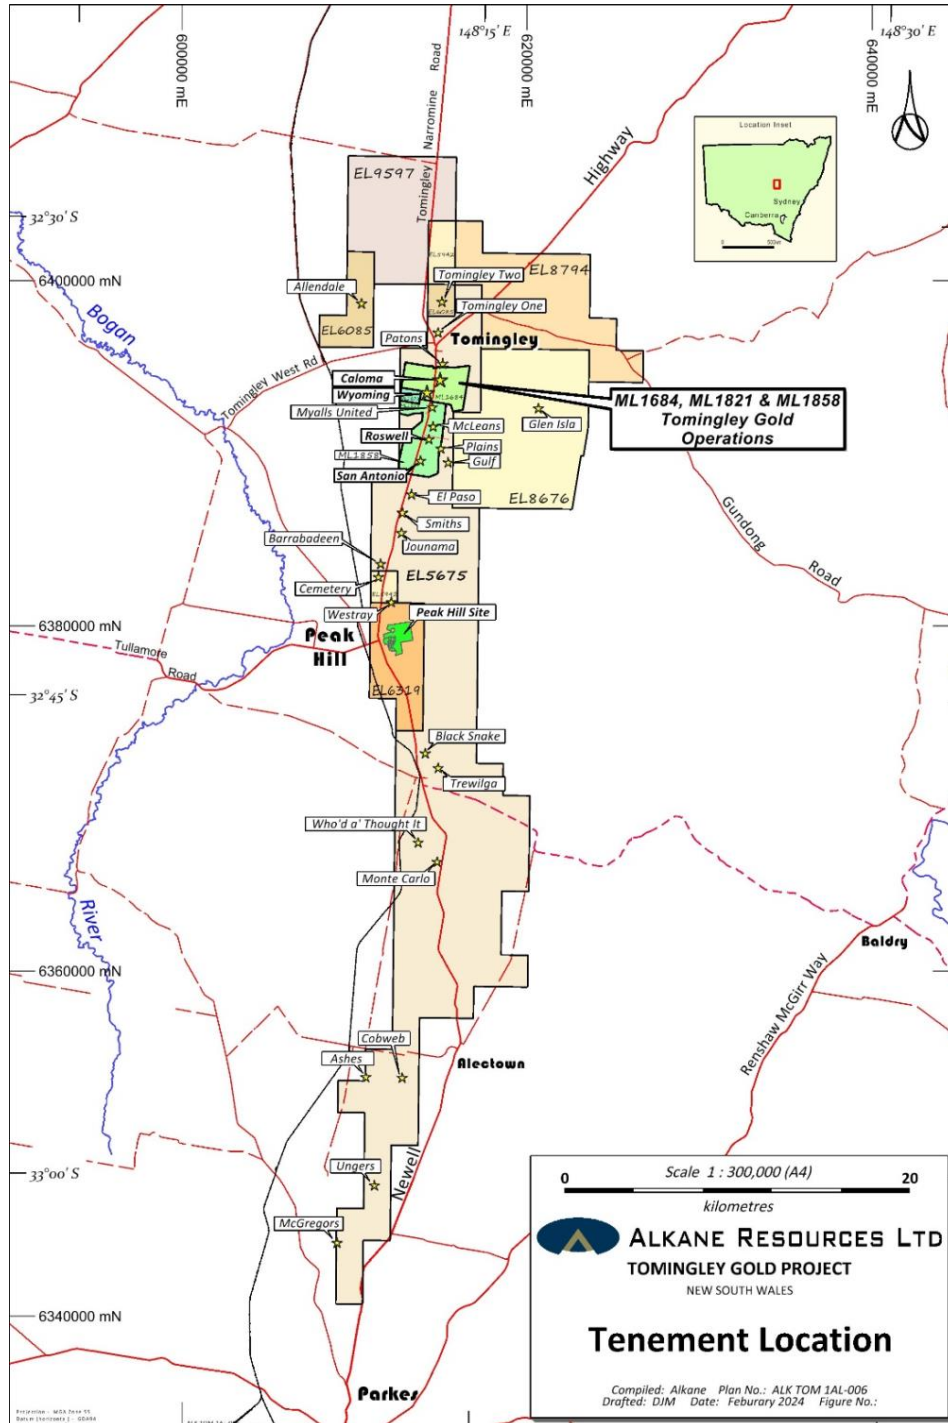 148°15' E
148°30' E
600000 mE
620000 mE
640000 mE
Tomingley Narromine Road
Highway
Location Inset
Sydney
Canberra
0
EL9597
32°30' S
6400000 mN
EL8794
Tomingley Two
Allendale
Tomingley One
EL6085
Bogan
Patons
Tomingley
Tomingley West Rd
Caloma
Wyoming
ML1684, ML1821 & ML1858
Tomingley Gold
Operations
Myalls United
McLeans
Glen Isla
Roswell
Plains
ML1858
Gulf
San Antonio
El Paso
EL8676
Smiths
Gundong
Road
Jounama
Barrabadeen
EL5675
Cemetery
Westray
Peak Hill Site
6380000 mN
Peak
Hill
Tullamore
Road
EL6319
32°45' S
Black Snake
Trewilga
Who'd a' Thought It
Monte Carlo
River
Baldry
6360000 mN
Renshaw McGirr Way
Cobweb
Ashes
Alectown
33°00' S
Ungers
Newell
McGregors
6340000 mN
Parkes
Scale 1 : 300,000 (A4)
0
20
kilometres
ALKANE RESOURCES LTD
TOMINGLEY GOLD PROJECT
NEW SOUTH WALES
Tenement Location
Compiled: Alkane Plan No.: ALK TOM 1AL-006
Drafted: DJM Date: Feburary 2024 Figure No.: